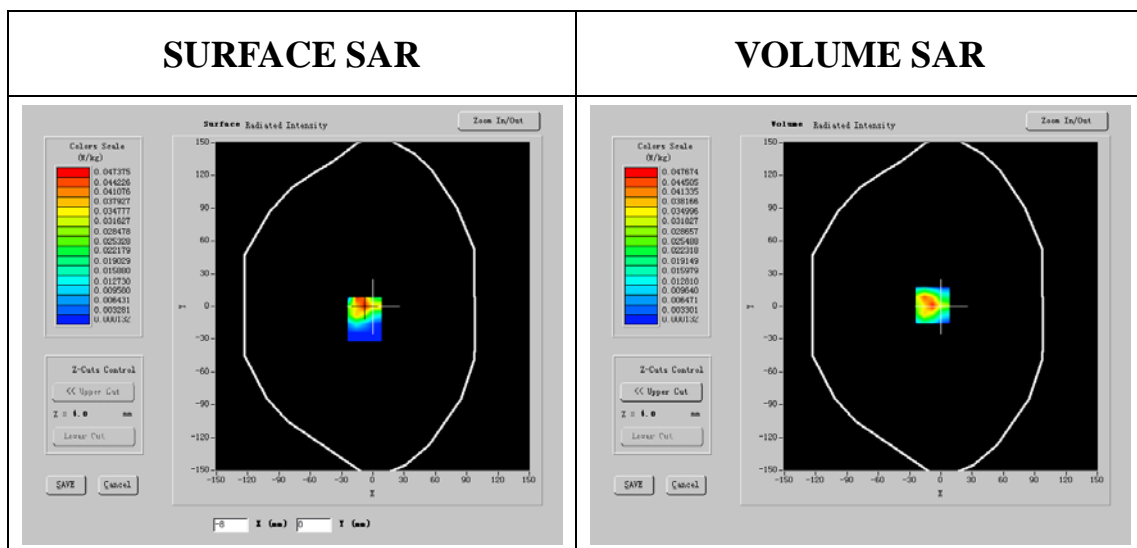 SURFACE SAR
VOLUME SAR
Surface Radiated Intensity
Zoom In/Out
Colors Scale
(W/kg)
0.047375
0.044226
0.041076
0.037927
0.034777
0.031627
0.028478
0.025328
0.022179
0.019029
0.015880
0.012730
0.009580
0.006431
0.003281
0.000132
150
120
90
60
30
0
-30
-60
-90
-120
-150
Y
-150 -120 -90 -60 -30 0 30 60 90 120 150
X
Z-Cuts Control
<< Upper Cut
Z = 4.0 mm
Lower Cut
SAVE Cancel
-8 X (mm) 0 Y (mm)
Volume Radiated Intensity
Zoom In/Out
Colors Scale
(W/kg)
0.047674
0.044505
0.041335
0.038166
0.034996
0.031827
0.028657
0.025488
0.022318
0.019149
0.015979
0.012810
0.009640
0.006471
0.003301
0.000132
150
120
90
60
30
0
-30
-60
-90
-120
-150
Y
-150 -120 -90 -60 -30 0 30 60 90 120 150
X
Z-Cuts Control
<< Upper Cut
Z = 4.0 mm
Lower Cut
SAVE Cancel